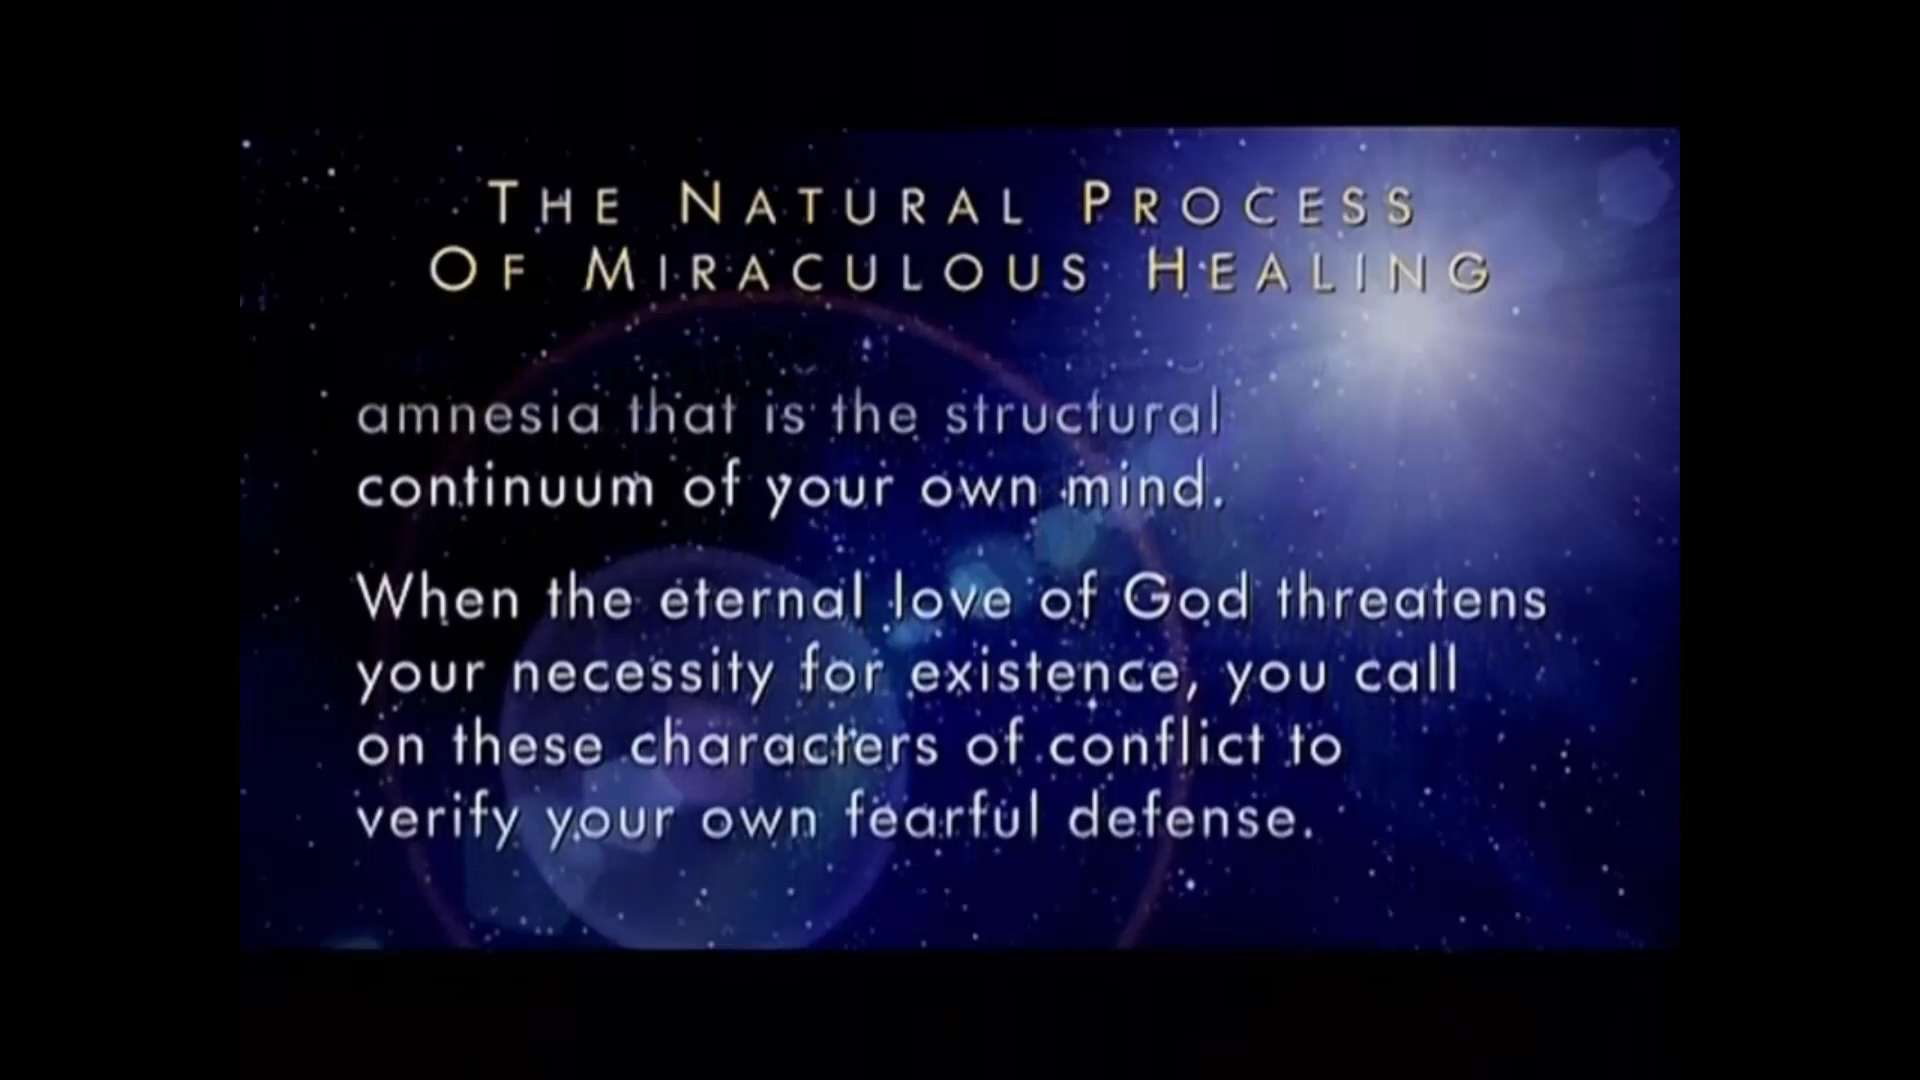 THE NATURAL PROCESS
OF MIRACULOUS HEALING
amnesia that is the structural
continuum of your own mind.
When the eternal love of God threatens
your necessity for existence, you call
on these characters of conflict to
verify your own fearful defense.